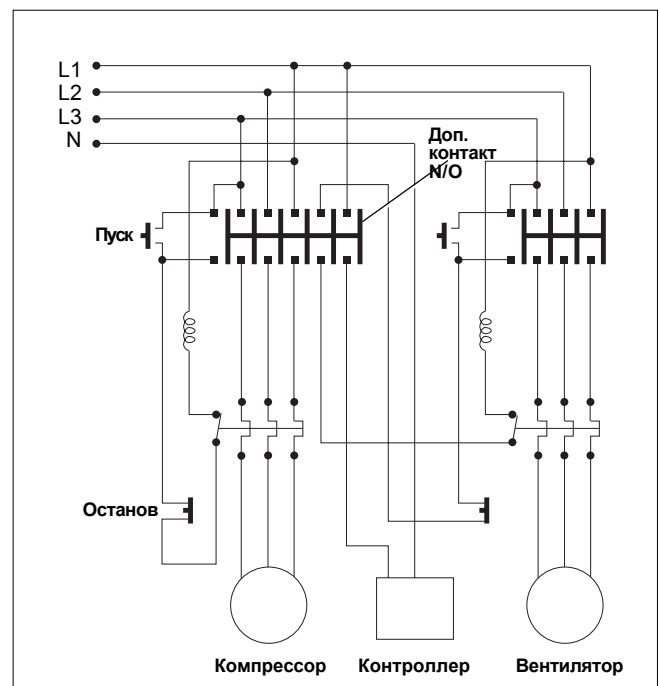 L1
L2
L3
N
Доп.
контакт
N/O
Пуск
Останов
Компрессор
Контроллер
Вентилятор